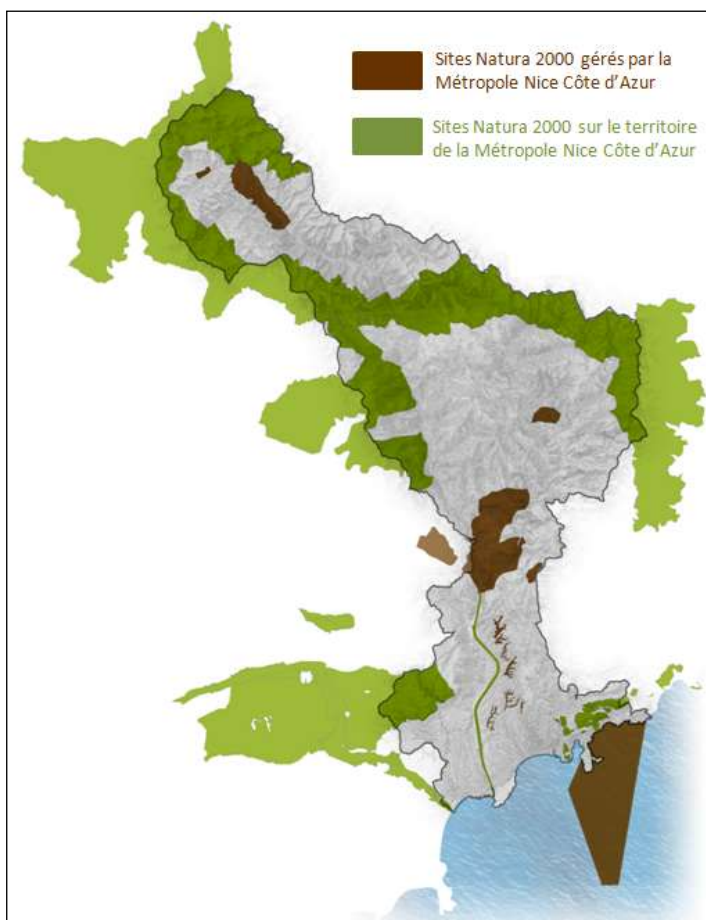 Sites Natura 2000 gérés par la
Métropole Nice Côte d'Azur
Sites Natura 2000 sur le territoire
de la Métropole Nice Côte d'Azur